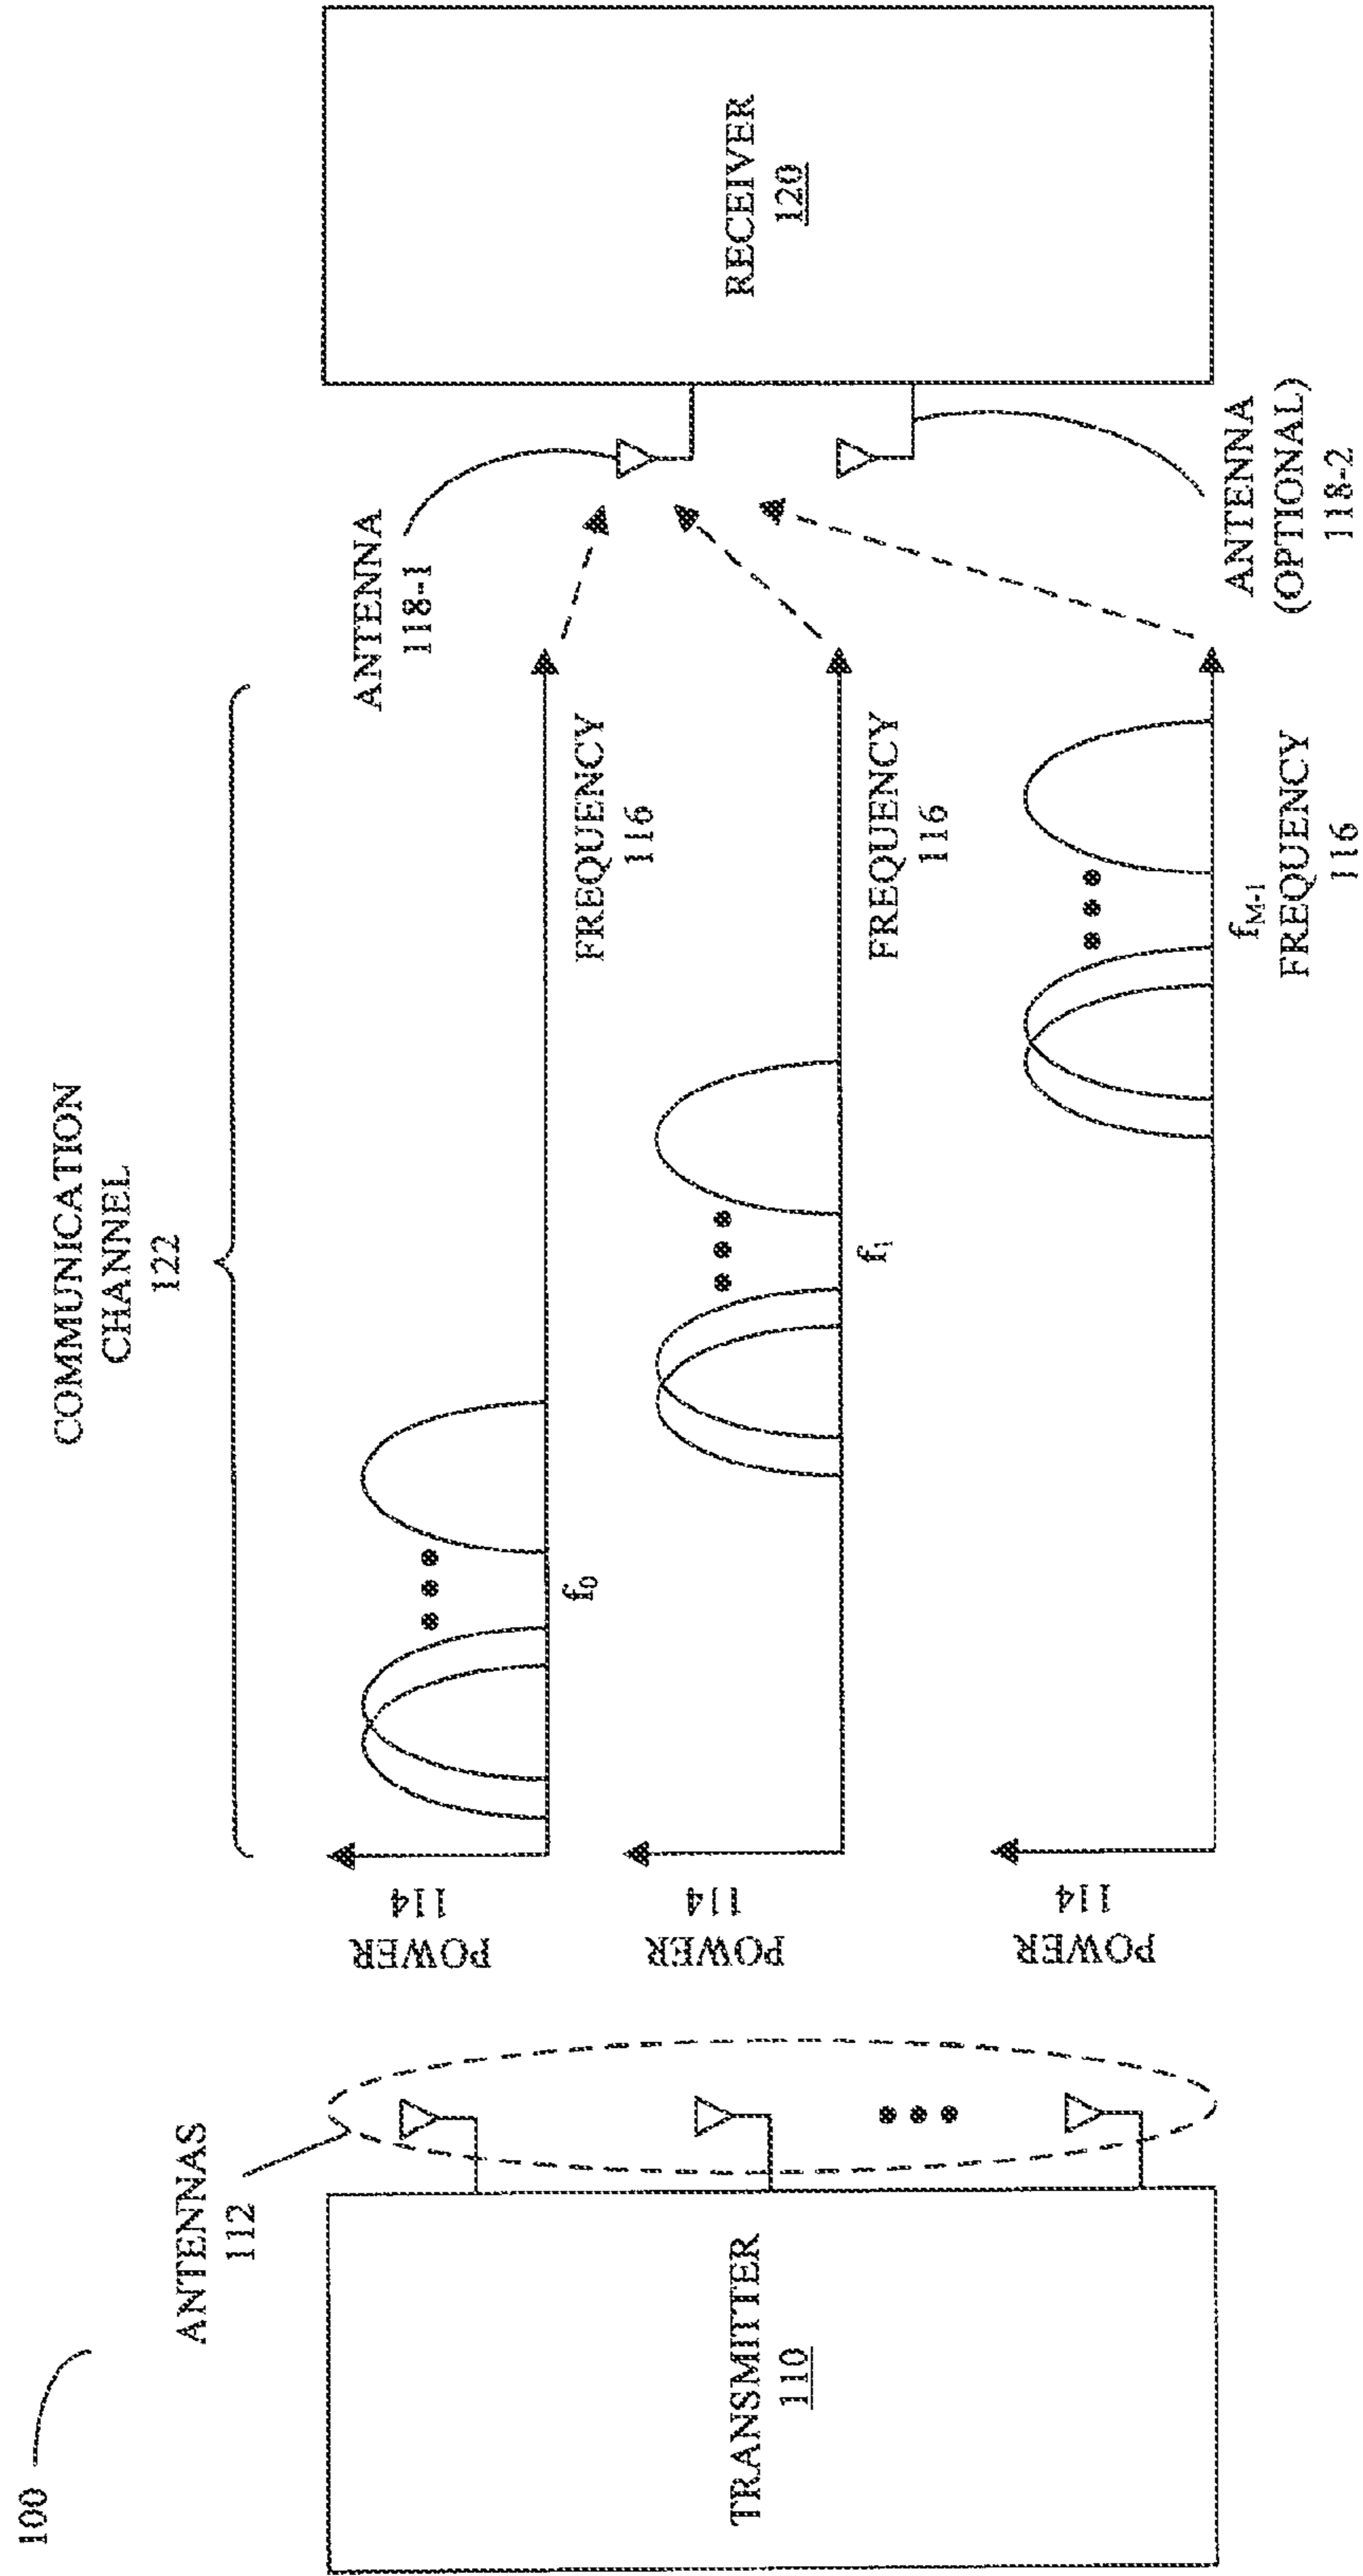 100
COMMUNICATION
CHANNEL
122
ANTENNAS
112
TRANSMITTER
110
POWER
114
f0
FREQUENCY
116
POWER
114
f1
FREQUENCY
116
POWER
114
fM-1
FREQUENCY
116
ANTENNA
118-1
RECEIVER
120
ANTENNA
(OPTIONAL)
118-2